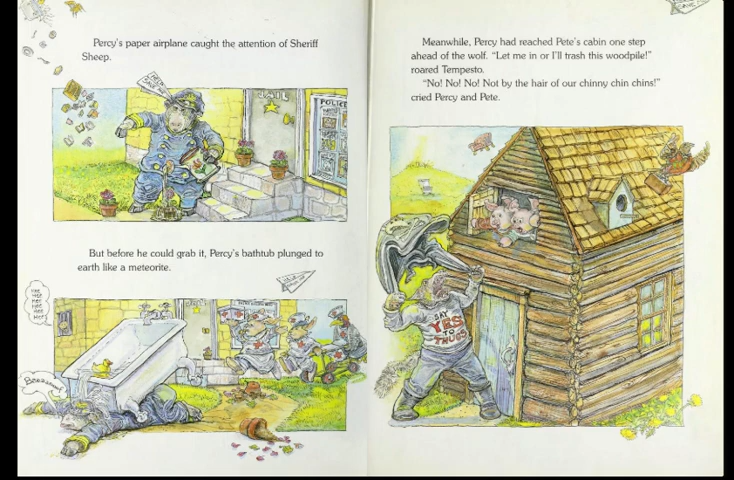 Percy's paper airplane caught the attention of Sheriff
Sheep.
JAIL
POLICE
But before he could grab it, Percy's bathtub plunged to
earth like a meteorite.
Meanwhile, Percy had reached Pete's cabin one step
ahead of the wolf. "Let me in or I'll trash this woodpile!"
roared Tempesto.
"No! No! No! Not by the hair of our chinny chin chins!"
cried Percy and Pete.
SAY
YES
TO
THUGS